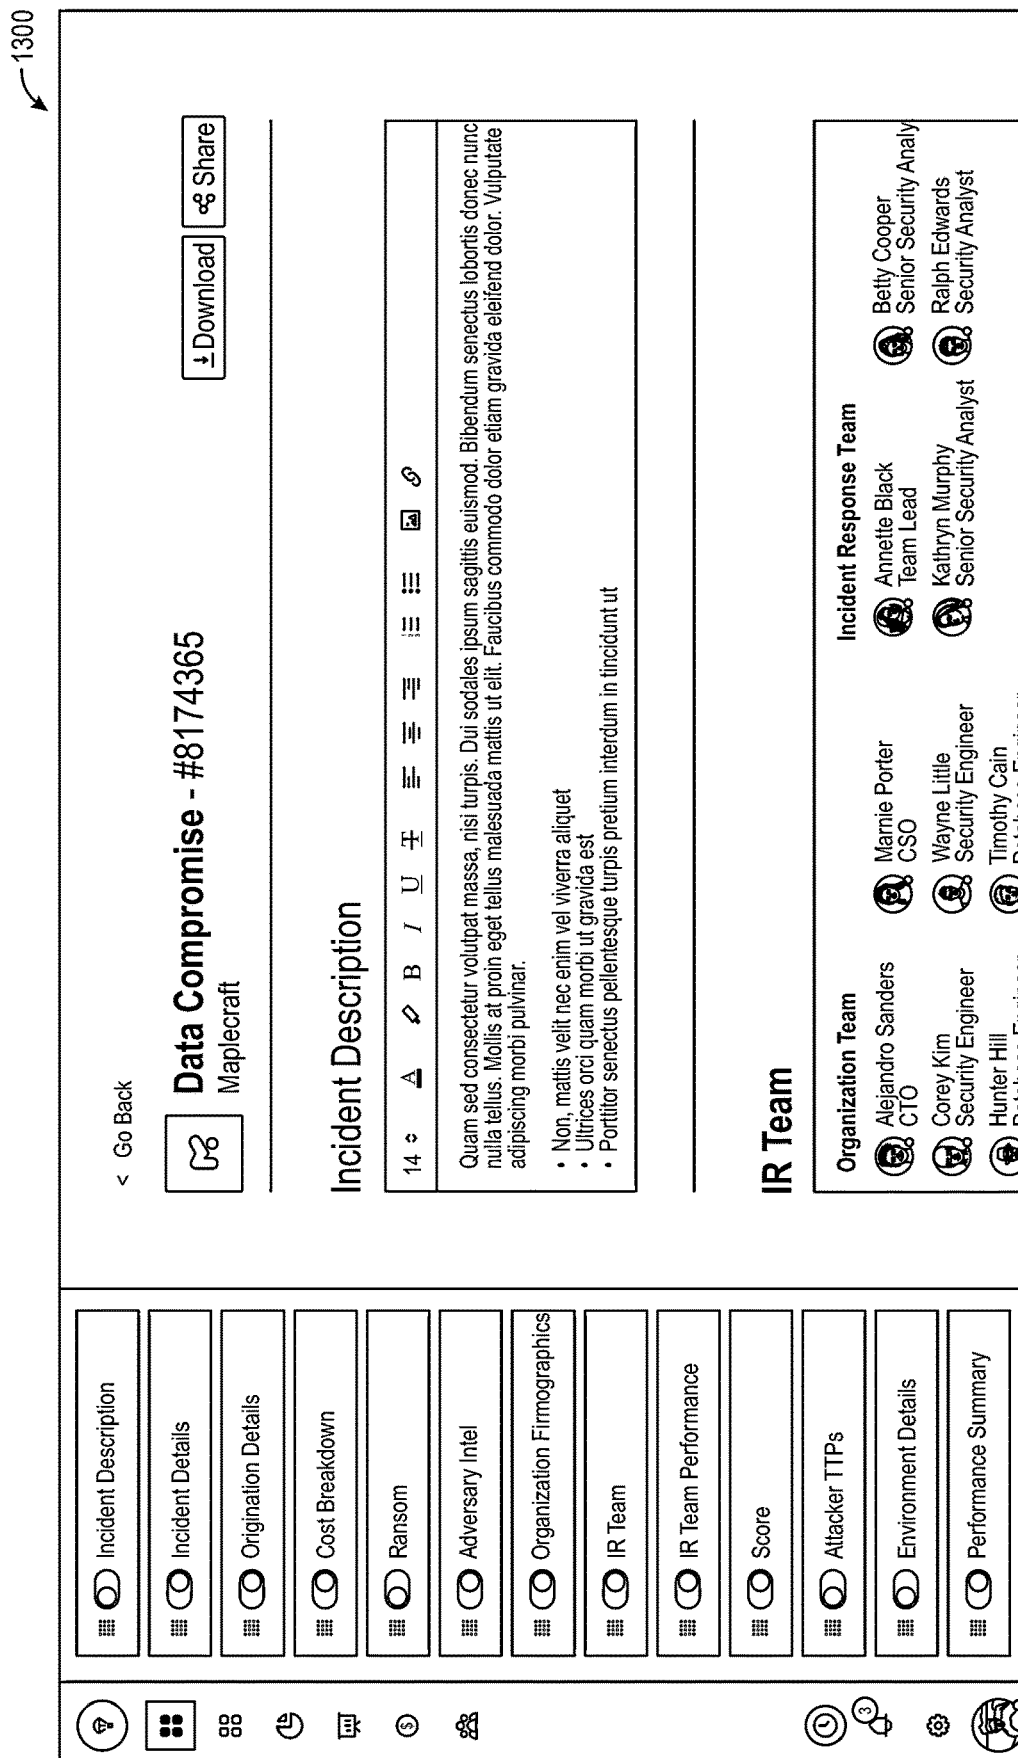 1300
Incident Description
Incident Details
Origination Details
Cost Breakdown
Ransom
Adversary Intel
Organization Firmographics
IR Team
IR Team Performance
Score
Attacker TTPs
Environment Details
Performance Summary
3
< Go Back
Data Compromise - #8174365
Maplecraft
Download
Share
Incident Description
14 A B I U T
Quam sed consectetur volutpat massa, nisi turpis. Dui sodales ipsum sagittis euismod. Bibendum senectus lobortis donec nunc
nulla tellus. Mollis at proin eget tellus malesuada mattis ut elit. Faucibus commodo dolor etiam gravida eleifend dolor. Vulputate
adipiscing morbi pulvinar.
• Non, mattis velit nec enim vel viverra aliquet
• Ultrices orci quam morbi ut gravida est
• Porttitor senectus pellentesque turpis pretium interdum in tincidunt ut
IR Team
Organization Team
Incident Response Team
Alejandro Sanders
CTO
Marnie Porter
CSO
Annette Black
Team Lead
Betty Cooper
Senior Security Analy
Corey Kim
Security Engineer
Wayne Little
Security Engineer
Kathryn Murphy
Senior Security Analyst
Ralph Edwards
Security Analyst
Hunter Hill
Timothy Cain